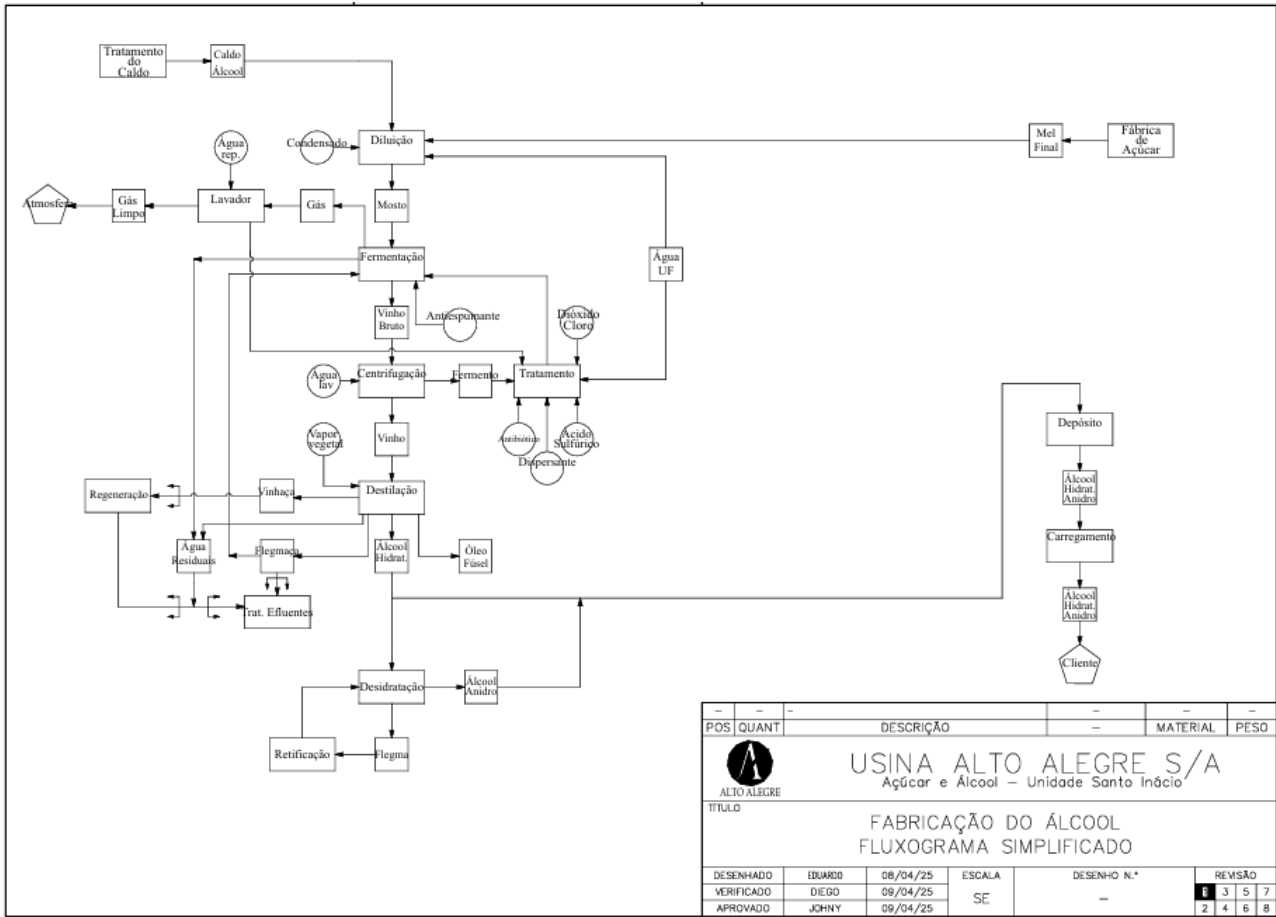 Tratamento
do
Caldo
Caldo
Álcool
Condensado
Diluição
Mel
Final
Fábrica
de
Açúcar
Água
rep.
Atmosfera
Gás
Limpo
Lavador
Gás
Mosto
Fermentação
Água
UF
Vinho
Bruto
Antiespumante
Dióxido
Cloro
Água
lav
Centrifugação
Fermento
Tratamento
Vapor
vegetal
Vinho
Antibiótico
Dispersante
Ácido
Sulfúrico
Depósito
Regeneração
Vinhaça
Destilação
Álcool
Hidrat.
Anidro
Água
Residuais
Flegmaça
Álcool
Hidrat.
Óleo
Fúsel
Carregamento
Trat. Efluentes
Álcool
Hidrat.
Anidro
Cliente
Desidratação
Álcool
Anidro
Retificação
Flegma
– – – – – –
POS QUANT DESCRIÇÃO – MATERIAL PESO
ALTO ALEGRE
USINA ALTO ALEGRE S/A
Açúcar e Álcool – Unidade Santo Inácio
TÍTULO
FABRICAÇÃO DO ÁLCOOL
FLUXOGRAMA SIMPLIFICADO
DESENHADO EDUARDO 08/04/25 ESCALA DESENHO N.º REVISÃO
VERIFICADO DIEGO 09/04/25 SE – 3 5 7
APROVADO JOHNY 09/04/25 2 4 6 8